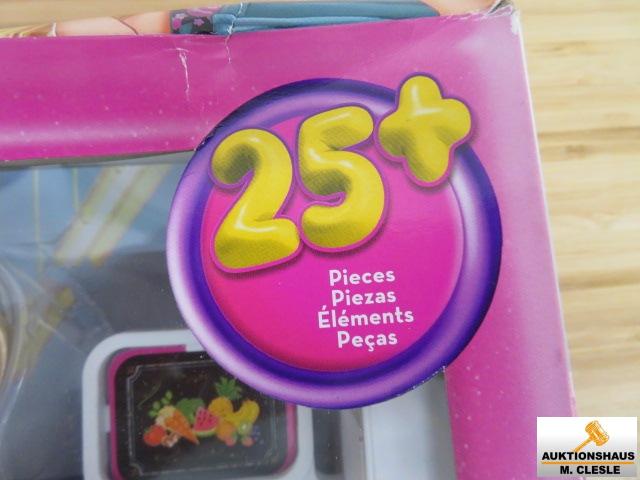 25+
Pieces
Piezas
Éléments
Peças
AUKTIONSHAUS
M. CLESLE